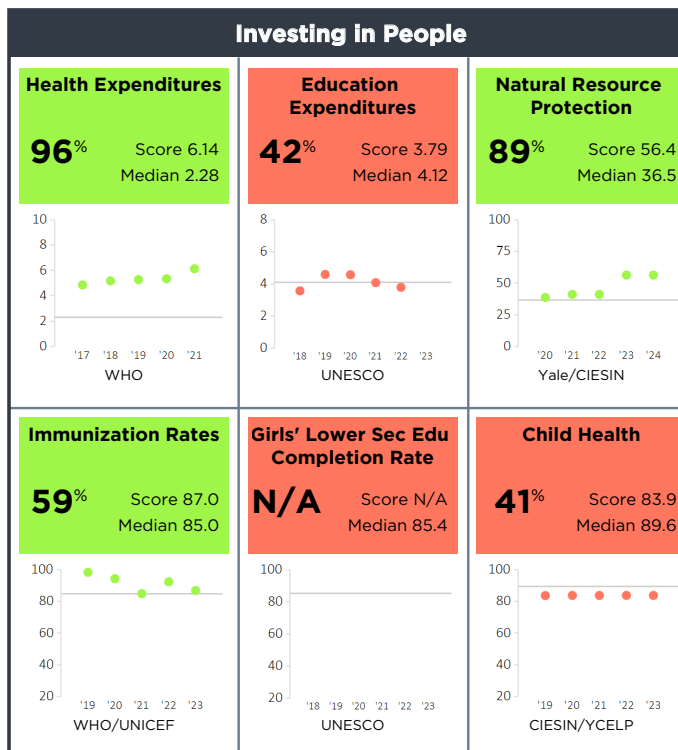 Investing in People
Health Expenditures
96%
Score 6.14
Median 2.28
10
8
6
4
2
0
'17 '18 '19 '20 '21
WHO
Education
Expenditures
42%
Score 3.79
Median 4.12
8
6
4
2
0
'18 '19 '20 '21 '22 '23
UNESCO
Natural Resource
Protection
89%
Score 56.4
Median 36.5
100
75
50
25
0
'20 '21 '22 '23 '24
Yale/CIESIN
Immunization Rates
59%
Score 87.0
Median 85.0
100
80
60
40
20
'19 '20 '21 '22 '23
WHO/UNICEF
Girls' Lower Sec Edu
Completion Rate
N/A
Score N/A
Median 85.4
100
80
60
40
20
'18 '19 '20 '21 '22 '23
UNESCO
Child Health
41%
Score 83.9
Median 89.6
100
80
60
40
20
'19 '20 '21 '22 '23
CIESIN/YCELP